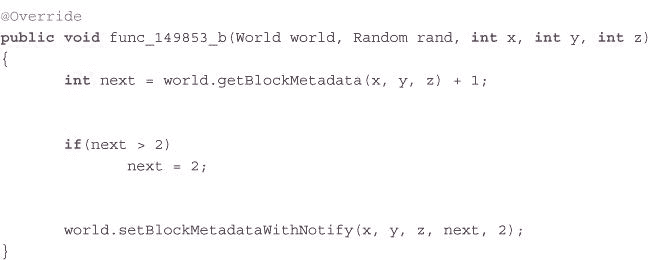 @Override
public void func_149853_b(World world, Random rand, int x, int y, int z)
{
int next = world.getBlockMetadata(x, y, z) + 1;
if(next > 2)
next = 2;
world.setBlockMetadataWithNotify(x, y, z, next, 2);
}